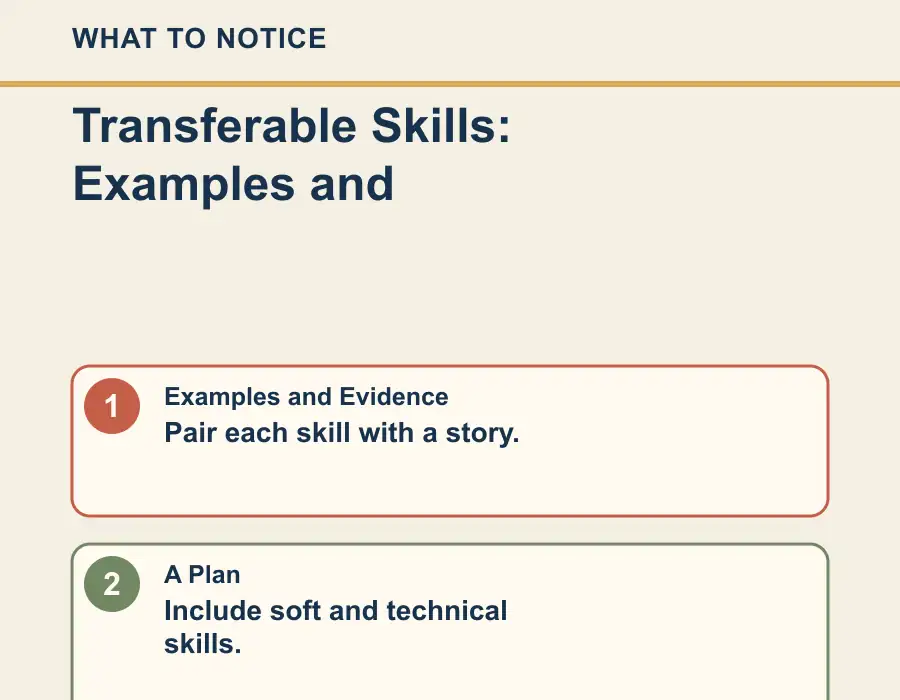 WHAT TO NOTICE
Transferable Skills:
Examples and
1
Examples and Evidence
Pair each skill with a story.
2
A Plan
Include soft and technical
skills.